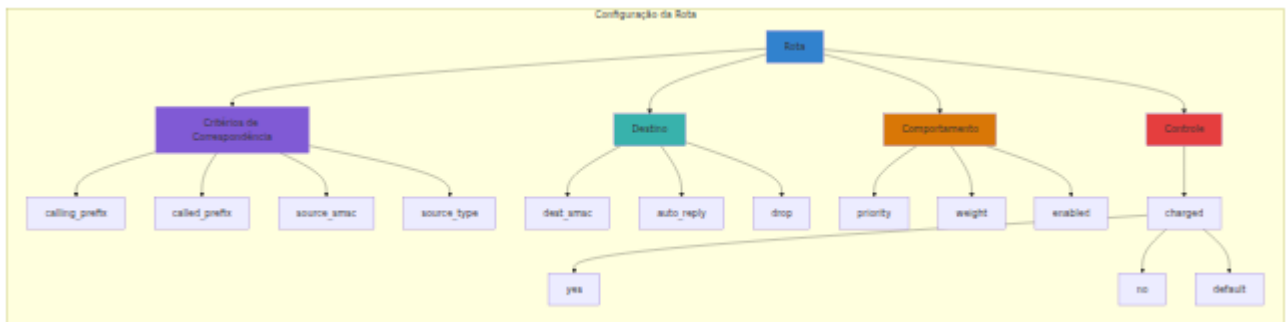 Configuração da Rota
Rota
Critérios de
Correspondência
Destino
Comportamento
Controle
calling_prefix
called_prefix
source_smsc
source_type
dest_smsc
auto_reply
drop
priority
weight
enabled
charged
yes
no
default